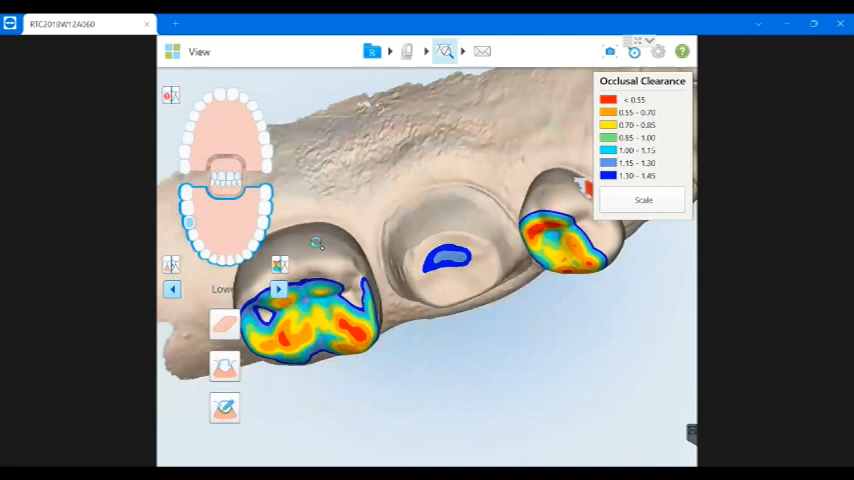 RTC2018W12A060
View
?
Occlusal Clearance
< 0.55
0.55 - 0.70
0.70 - 0.85
0.85 - 1.00
1.00 - 1.15
1.15 - 1.30
1.30 - 1.45
Scale
Lowe